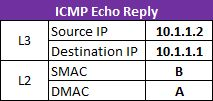 ICMP Echo Reply
L3 Source IP 10.1.1.2
Destination IP 10.1.1.1
L2 SMAC B
DMAC A